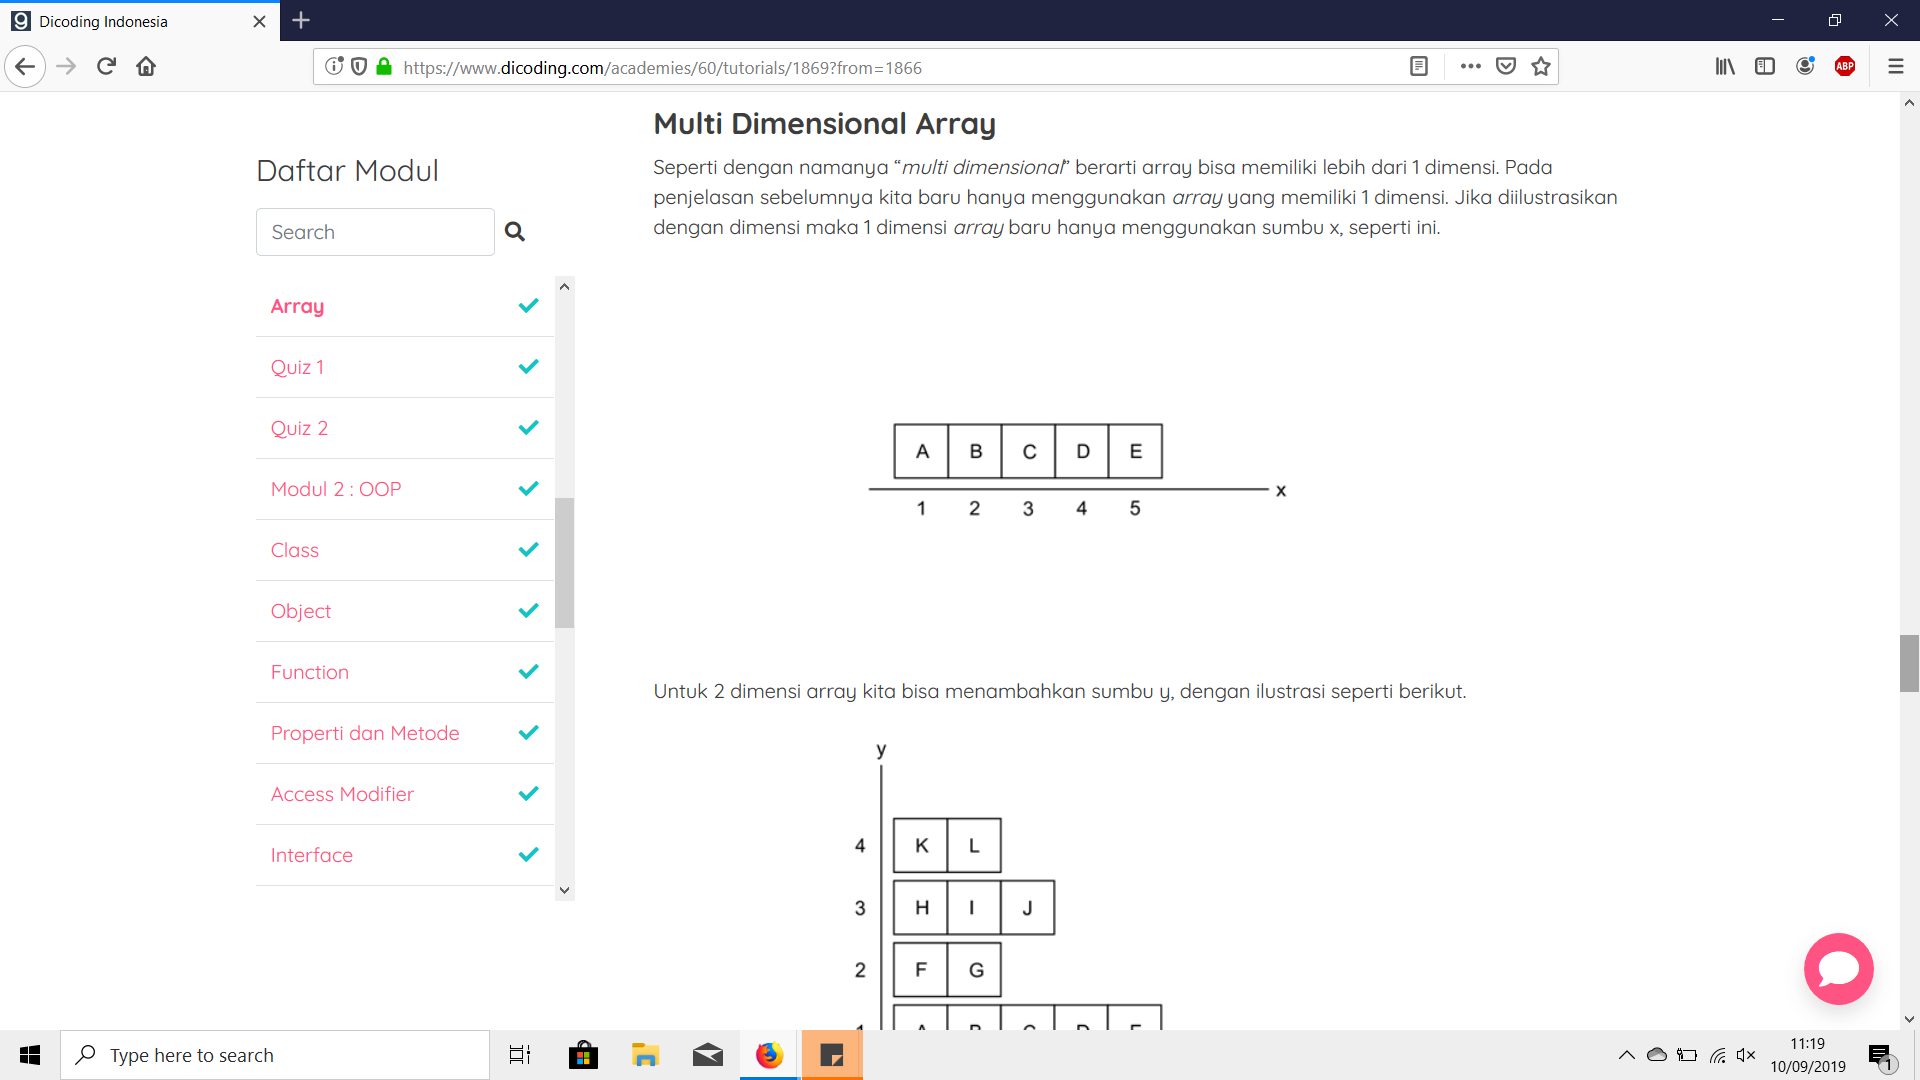 Dicoding Indonesia
https://www.dicoding.com/academies/60/tutorials/1869?from=1866
ABP
Daftar Modul
Search
Array
Quiz 1
Quiz 2
Modul 2 : OOP
Class
Object
Function
Properti dan Metode
Access Modifier
Interface
Multi Dimensional Array
Seperti dengan namanya “multi dimensional” berarti array bisa memiliki lebih dari 1 dimensi. Pada
penjelasan sebelumnya kita baru hanya menggunakan array yang memiliki 1 dimensi. Jika diilustrasikan
dengan dimensi maka 1 dimensi array baru hanya menggunakan sumbu x, seperti ini.
A B C D E
x
1 2 3 4 5
Untuk 2 dimensi array kita bisa menambahkan sumbu y, dengan ilustrasi seperti berikut.
y
4 K L
3 H I J
2 F G
1 A B C D E
Type here to search
11:19
10/09/2019
1